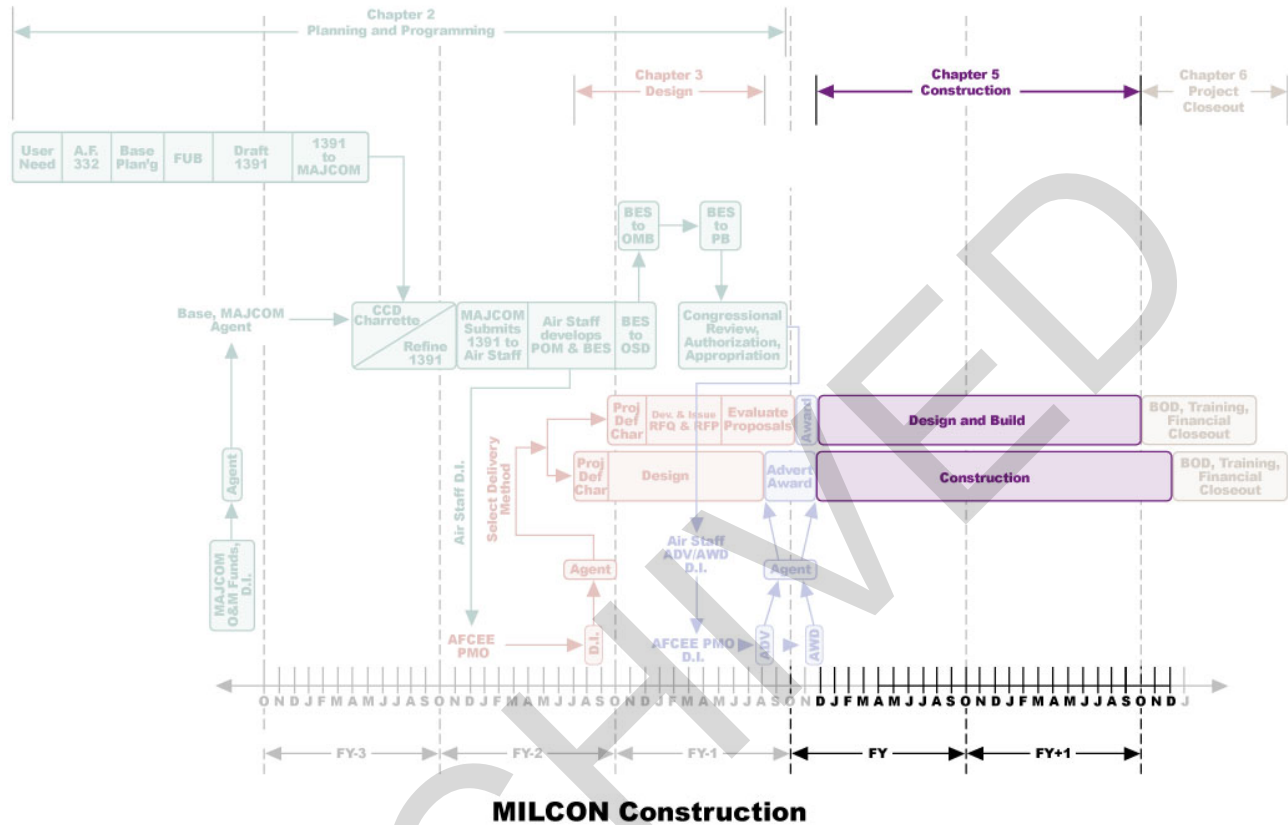 Chapter 2
Planning and Programming
Chapter 3
Design
Chapter 5
Construction
Chapter 6
Project
Closeout
User
Need
A.F.
332
Base
Plan'g
FUB
Draft
1391
1391
to
MAJCOM
BES
to
OMB
BES
to
PB
Base, MAJCOM
Agent
CCD
Charrette
Refine
1391
MAJCOM
Submits
1391 to
Air Staff
Air Staff
develops
POM & BES
BES
to
OSD
Congressional
Review,
Authorization,
Appropriation
Proj
Def
Char
Dev. & Issue
RFQ & RFP
Evaluate
Proposals
Award
Design and Build
BOD, Training,
Financial
Closeout
Proj
Def
Char
Design
Advert
Award
Construction
BOD, Training,
Financial
Closeout
Agent
Air Staff D.I.
Select Delivery
Method
MAJCOM
O&M Funds,
D.I.
Agent
Air Staff
ADV/AWD
D.I.
Agent
AFCEE
PMO
D.I.
AFCEE PMO
D.I.
ADV
AWD
O N D J F M A M J J A S O N D J F M A M J J A S O N D J F M A M J J A S O N D J F M A M J J A S O N D J F M A M J J A S O N D J
FY-3
FY-2
FY-1
FY
FY+1
MILCON Construction
CHIVED